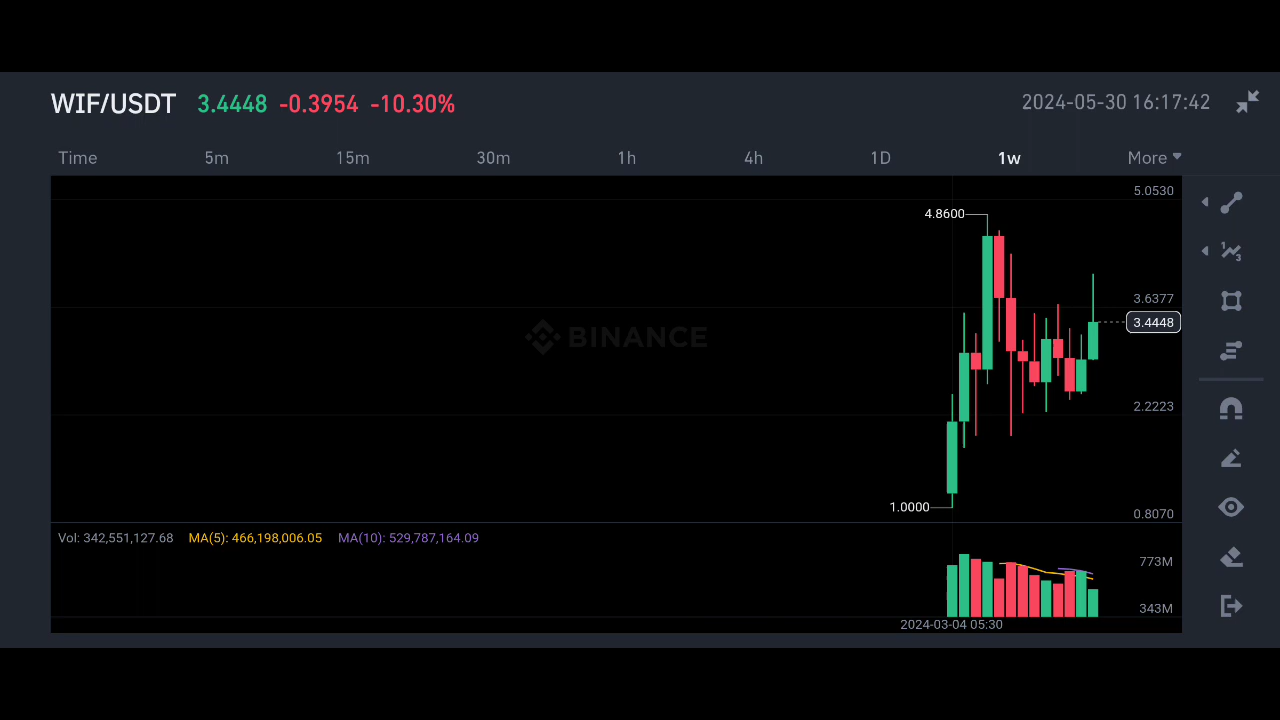 WIF/USDT 3.4448 -0.3954 -10.30% 2024-05-30 16:17:42
Time 5m 15m 30m 1h 4h 1D 1w More
5.0530
4.8600
3.6377
3.4448
BINANCE
2.2223
1.0000
0.8070
Vol: 342,551,127.68 MA(5): 466,198,006.05 MA(10): 529,787,164.09
773M
343M
2024-03-04 05:30